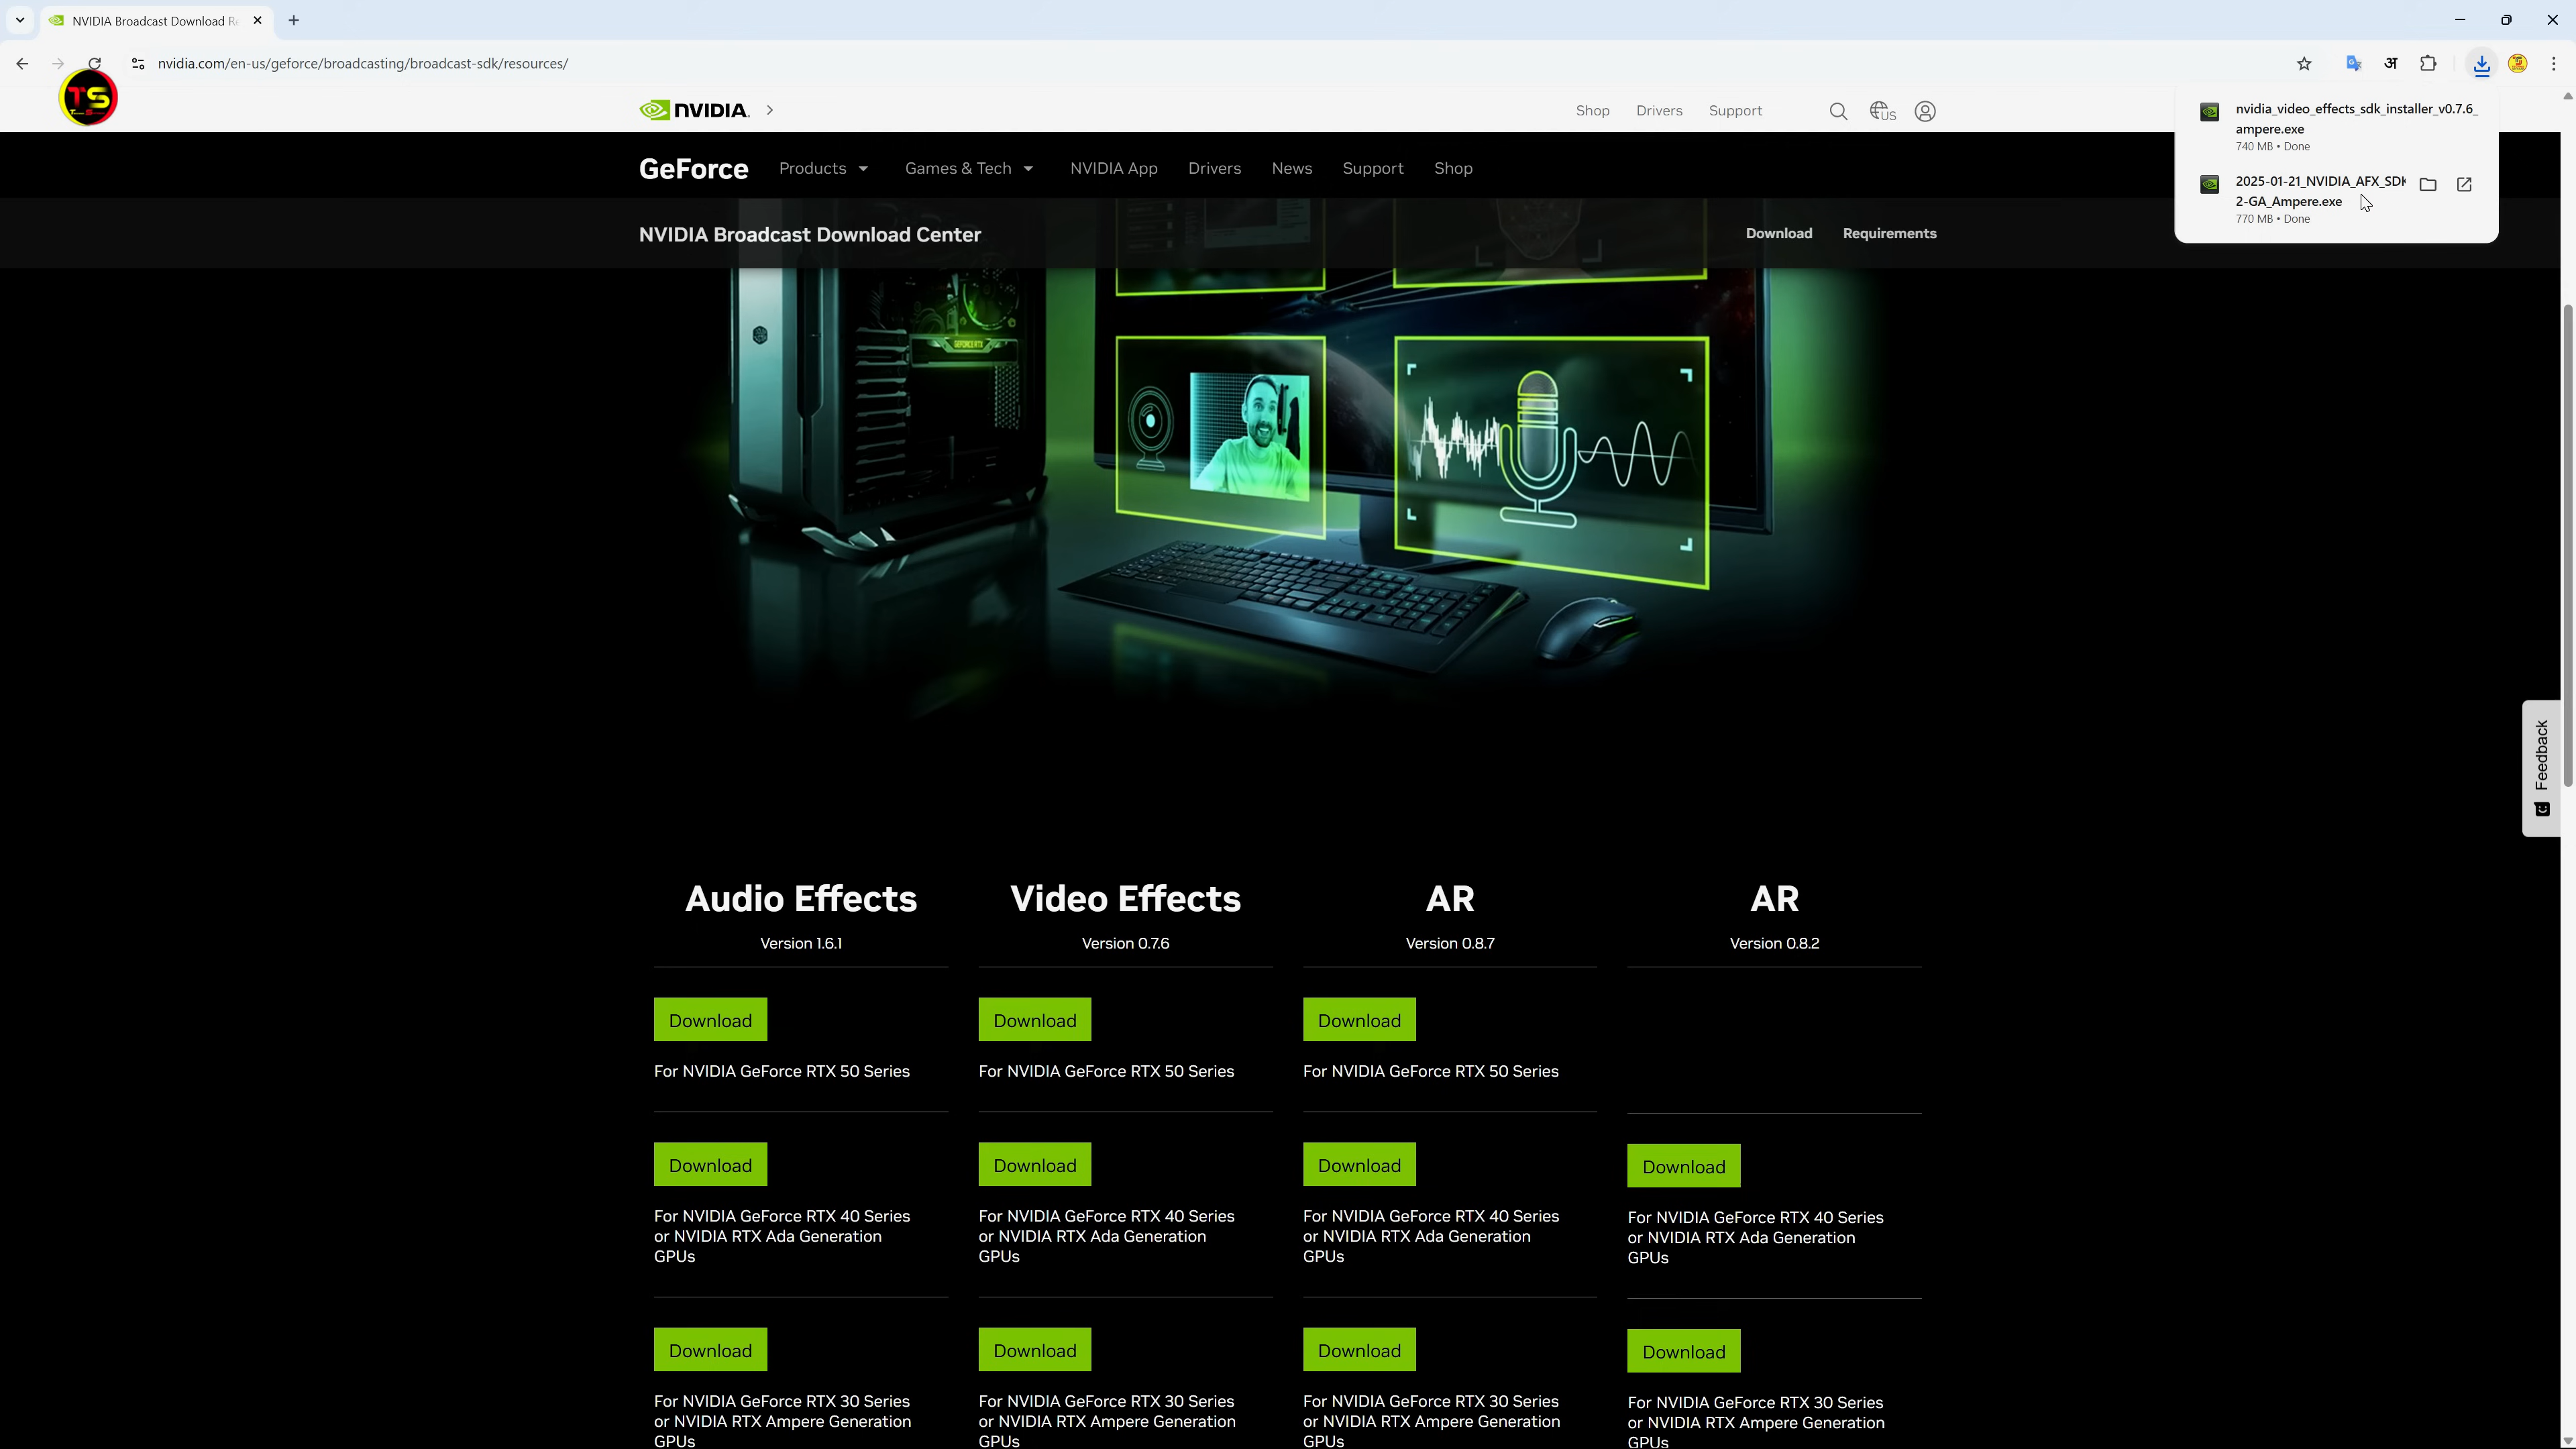 NVIDIA Broadcast Download R
nvidia.com/en-us/geforce/broadcasting/broadcast-sdk/resources/
अ
TS
NVIDIA.
Shop
Drivers
Support
US
nvidia_video_effects_sdk_installer_v0.7.6_
ampere.exe
740 MB • Done
2025-01-21_NVIDIA_AFX_SDK
2-GA_Ampere.exe
770 MB • Done
GeForce
Products
Games & Tech
NVIDIA App
Drivers
News
Support
Shop
NVIDIA Broadcast Download Center
Download
Requirements
GEFORCE RTX
Feedback
Audio Effects
Video Effects
AR
AR
Version 1.6.1
Version 0.7.6
Version 0.8.7
Version 0.8.2
Download
Download
Download
For NVIDIA GeForce RTX 50 Series
For NVIDIA GeForce RTX 50 Series
For NVIDIA GeForce RTX 50 Series
Download
Download
Download
Download
For NVIDIA GeForce RTX 40 Series
or NVIDIA RTX Ada Generation
GPUs
For NVIDIA GeForce RTX 40 Series
or NVIDIA RTX Ada Generation
GPUs
For NVIDIA GeForce RTX 40 Series
or NVIDIA RTX Ada Generation
GPUs
For NVIDIA GeForce RTX 40 Series
or NVIDIA RTX Ada Generation
GPUs
Download
Download
Download
Download
For NVIDIA GeForce RTX 30 Series
or NVIDIA RTX Ampere Generation
GPUs
For NVIDIA GeForce RTX 30 Series
or NVIDIA RTX Ampere Generation
GPUs
For NVIDIA GeForce RTX 30 Series
or NVIDIA RTX Ampere Generation
GPUs
For NVIDIA GeForce RTX 30 Series
or NVIDIA RTX Ampere Generation
GPUs